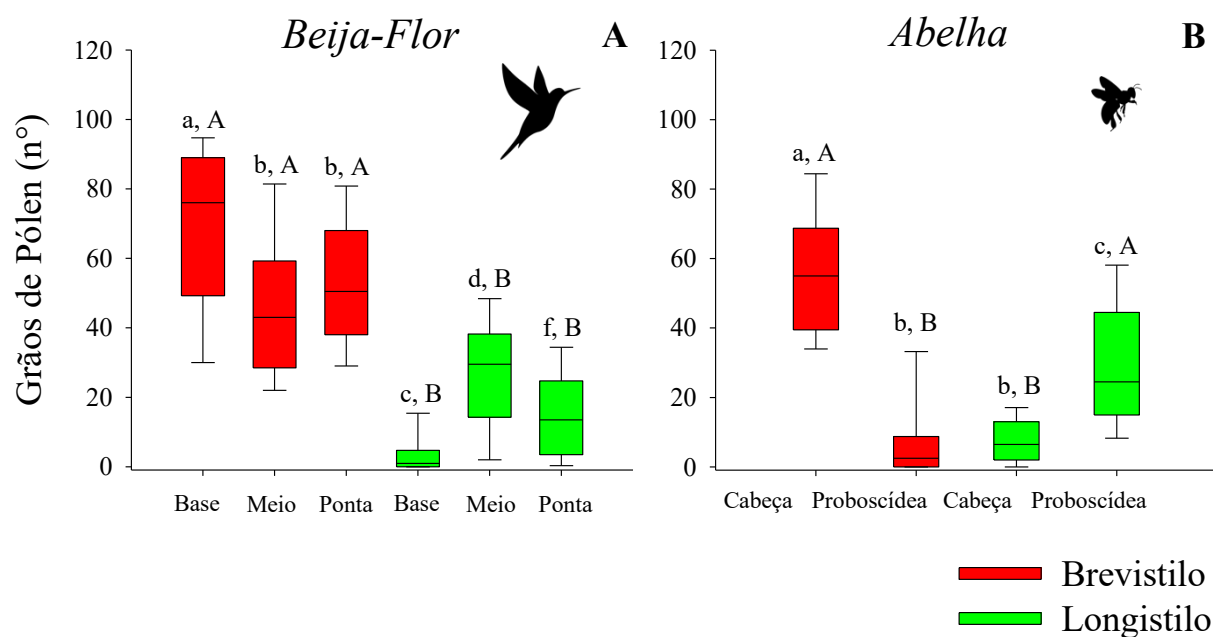 Beija-Flor
A
Grãos de Pólen (n°)
120
100
80
60
40
20
0
a, A
b, A
b, A
c, B
d, B
f, B
Base Meio Ponta Base Meio Ponta
Abelha
B
120
100
80
60
40
20
0
a, A
b, B
b, B
c, A
Cabeça Proboscídea Cabeça Proboscídea
Brevistilo
Longistilo